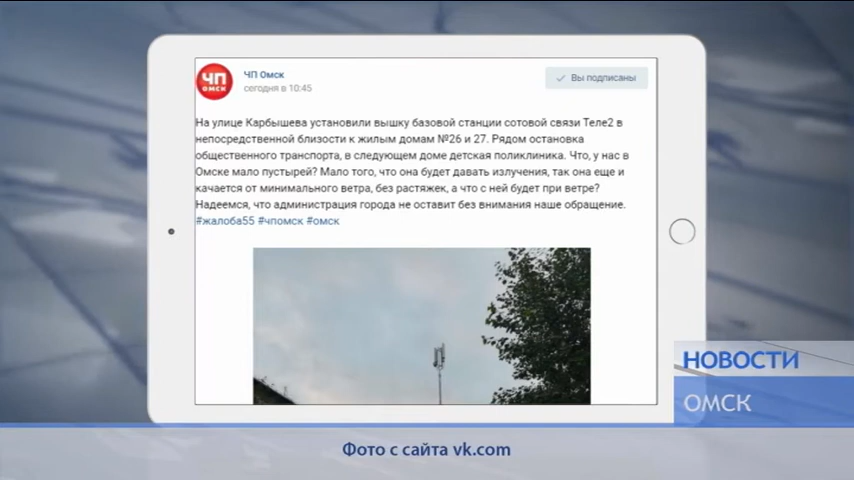 ЧП
ОМСК
ЧП Омск
сегодня в 10:45
Вы подписаны
На улице Карбышева установили вышку базовой станции сотовой связи Теле2 в
непосредственной близости к жилым домам №26 и 27. Рядом остановка
общественного транспорта, в следующем доме детская поликлиника. Что, у нас в
Омске мало пустырей? Мало того, что она будет давать излучения, так она еще и
качается от минимального ветра, без растяжек, а что с ней будет при ветре?
Надеемся, что администрация города не оставит без внимания наше обращение.
#жалоба55 #чпомск #омск
НОВОСТИ
ОМСК
Фото с сайта vk.com